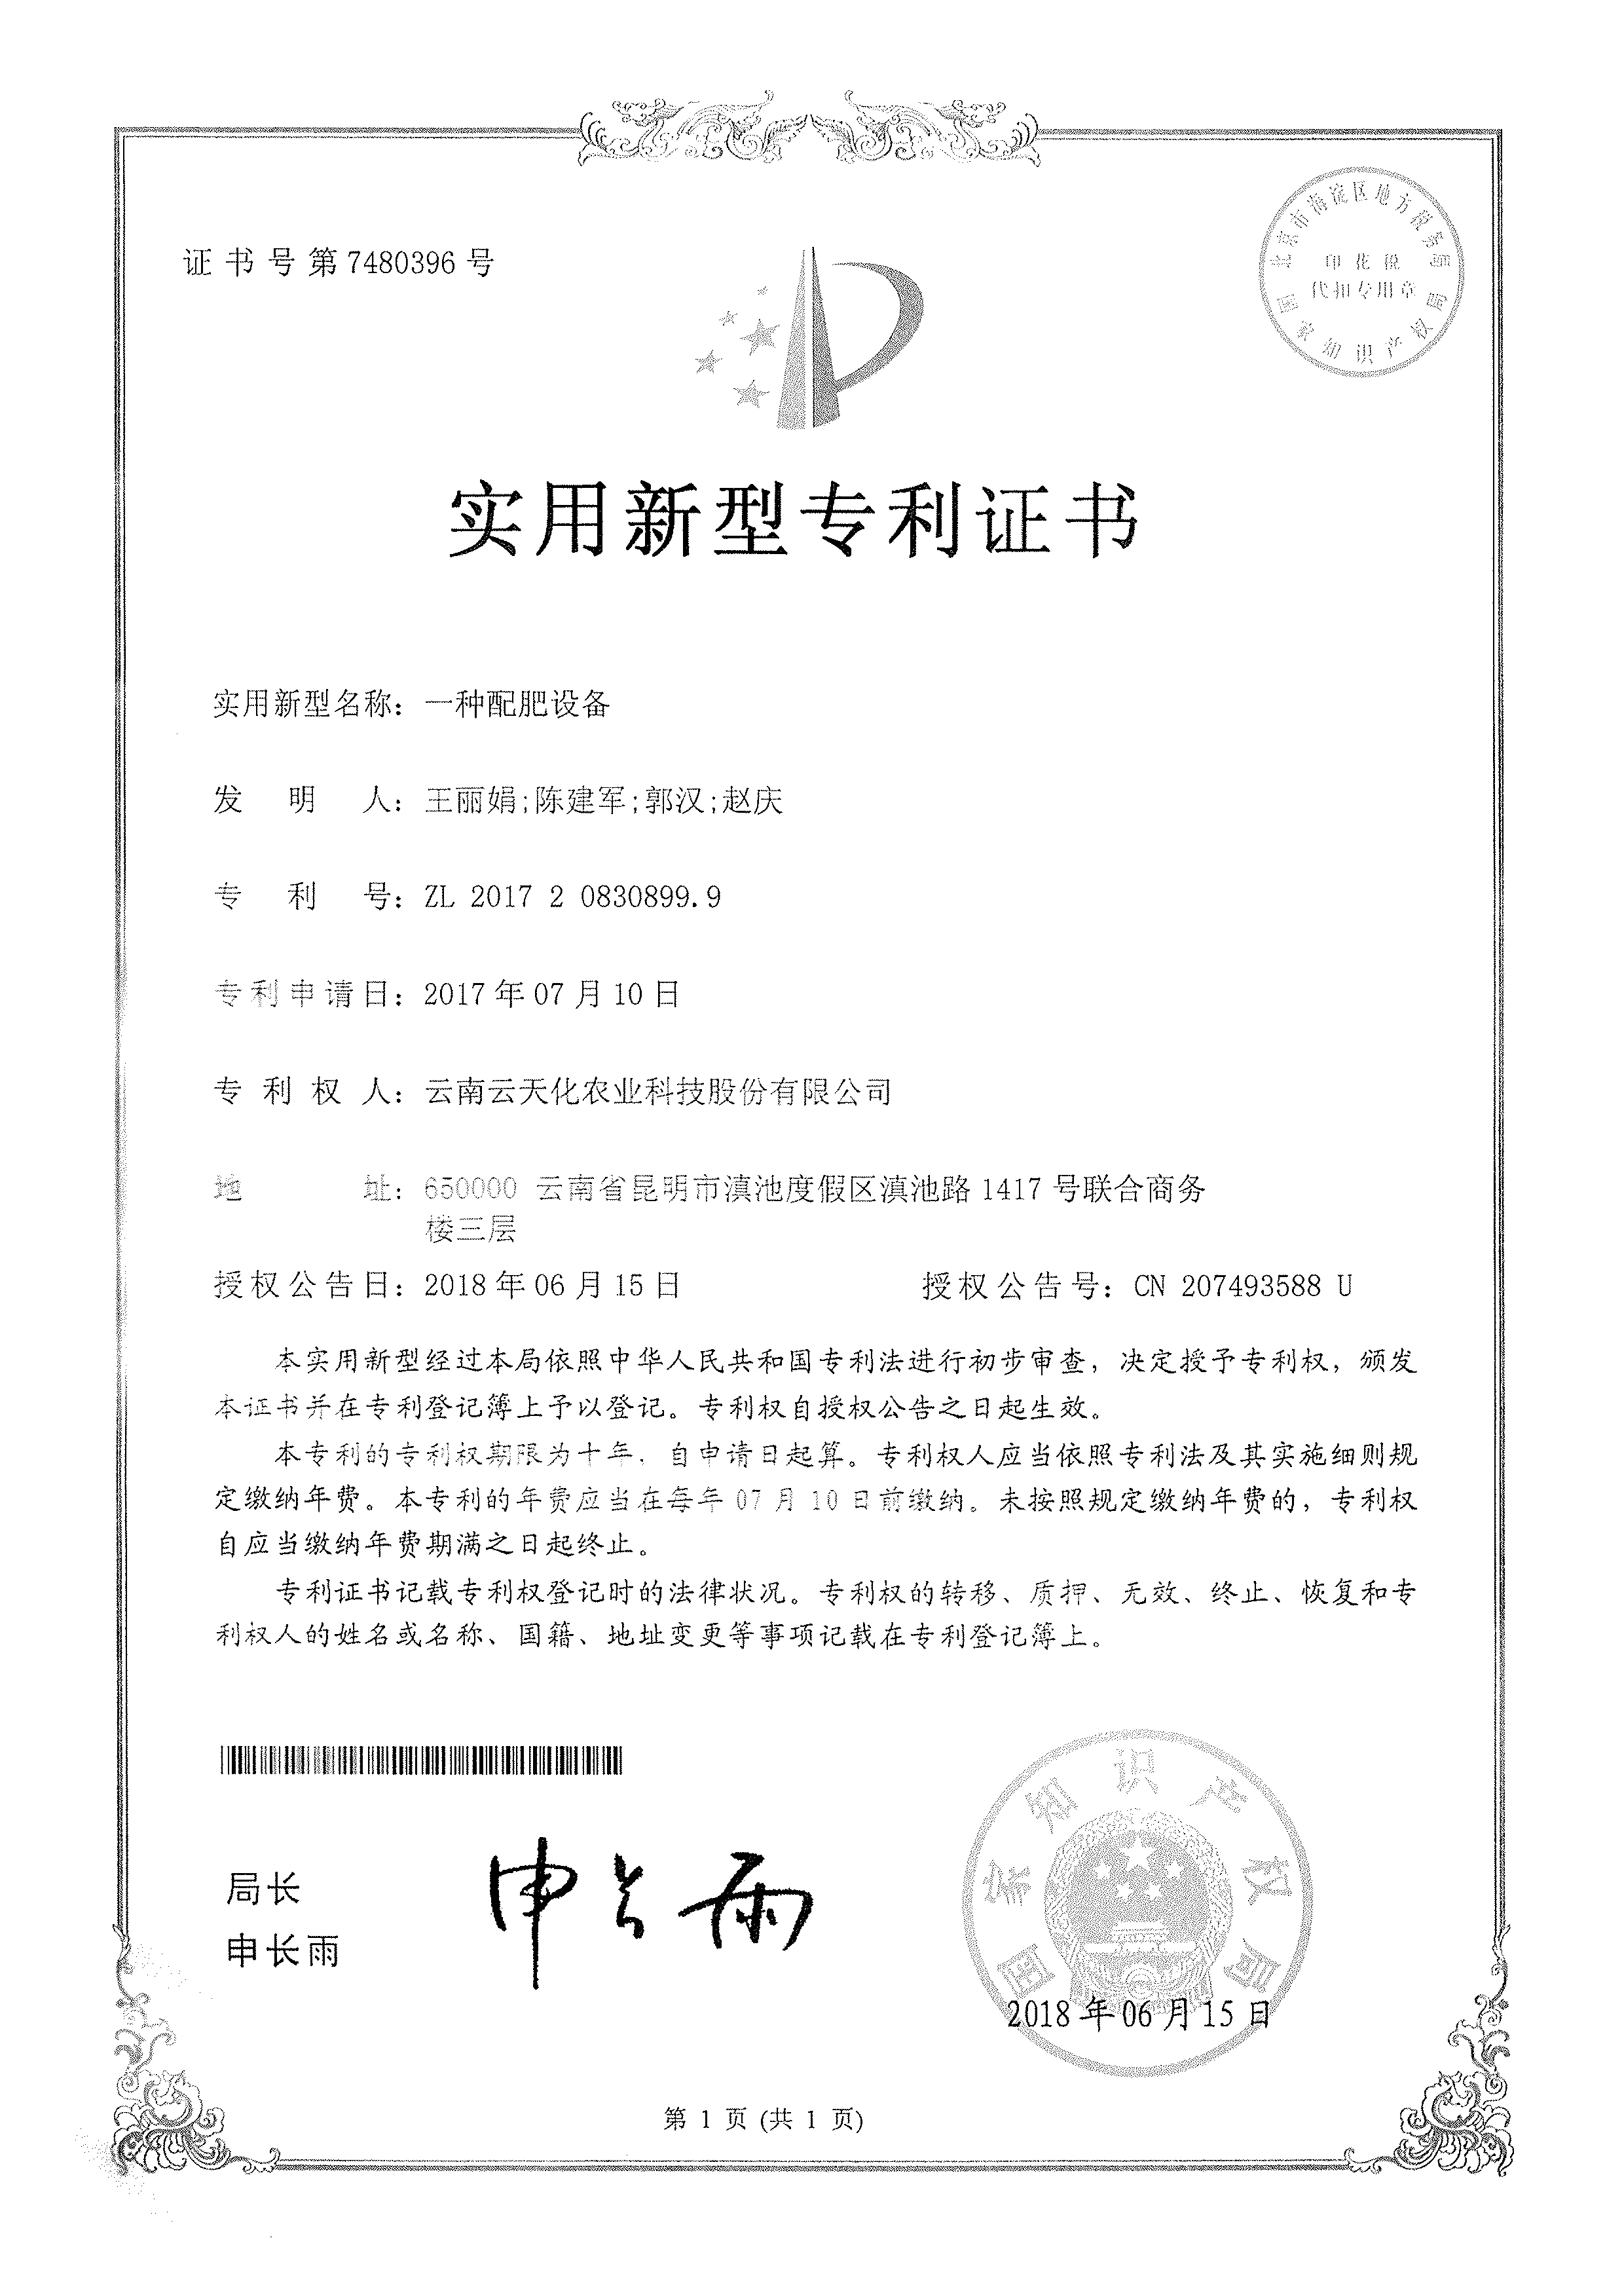 证书号第7480396号
北京市海淀区地方税务局
印花税
代扣专用章
国家知识产权局
实用新型专利证书
实用新型名称：一种配肥设备
发明人：王丽娟;陈建军;郭汉;赵庆
专利号：ZL 2017 2 0830899.9
专利申请日：2017年07月10日
专利权人：云南云天化农业科技股份有限公司
地址：650000 云南省昆明市滇池度假区滇池路1417号联合商务
楼三层
授权公告日：2018年06月15日 授权公告号：CN 207493588 U
本实用新型经过本局依照中华人民共和国专利法进行初步审查，决定授予专利权，颁发
本证书并在专利登记簿上予以登记。专利权自授权公告之日起生效。
本专利的专利权期限为十年，自申请日起算。专利权人应当依照专利法及其实施细则规
定缴纳年费。本专利的年费应当在每年07月10日前缴纳。未按照规定缴纳年费的，专利权
自应当缴纳年费期满之日起终止。
专利证书记载专利权登记时的法律状况。专利权的转移、质押、无效、终止、恢复和专
利权人的姓名或名称、国籍、地址变更等事项记载在专利登记簿上。
局长
申长雨
申长雨
国家知识产权局
2018年06月15日
第 1 页 (共 1 页)